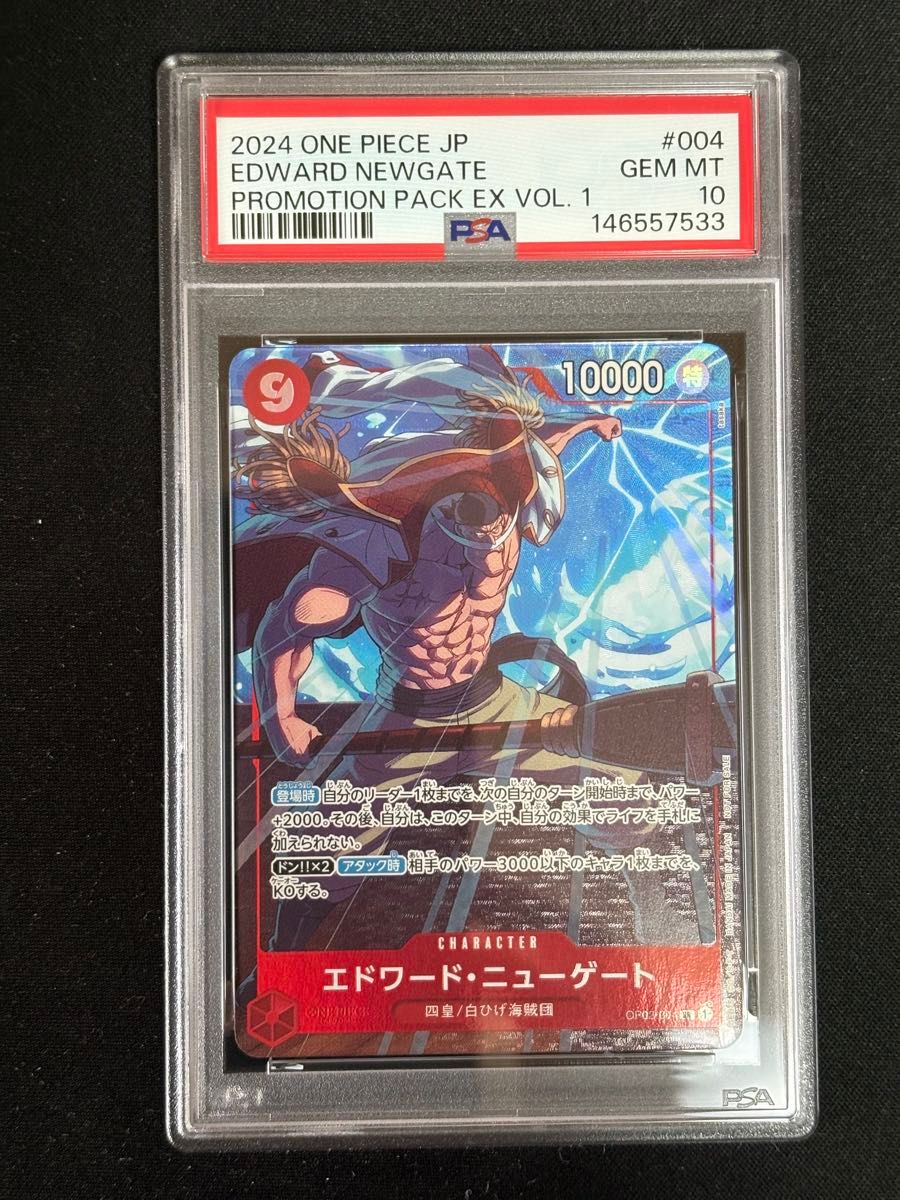 2024 ONE PIECE JP #004
EDWARD NEWGATE GEM MT
PROMOTION PACK EX VOL. 1 10
PSA 146557533
9
10000 特
tatsuka
登場時 自分のリーダー1枚までを、次の自分のターン開始時まで、パワー
+2000。その後、自分は、このターン中、自分の効果でライフを手札に
加えられない。
ドン!!×2 アタック時 相手のパワー3000以下のキャラ1枚までを、
KOする。
CHARACTER
エドワード・ニューゲート
四皇/白ひげ海賊団
OP02-004 SR
PSA